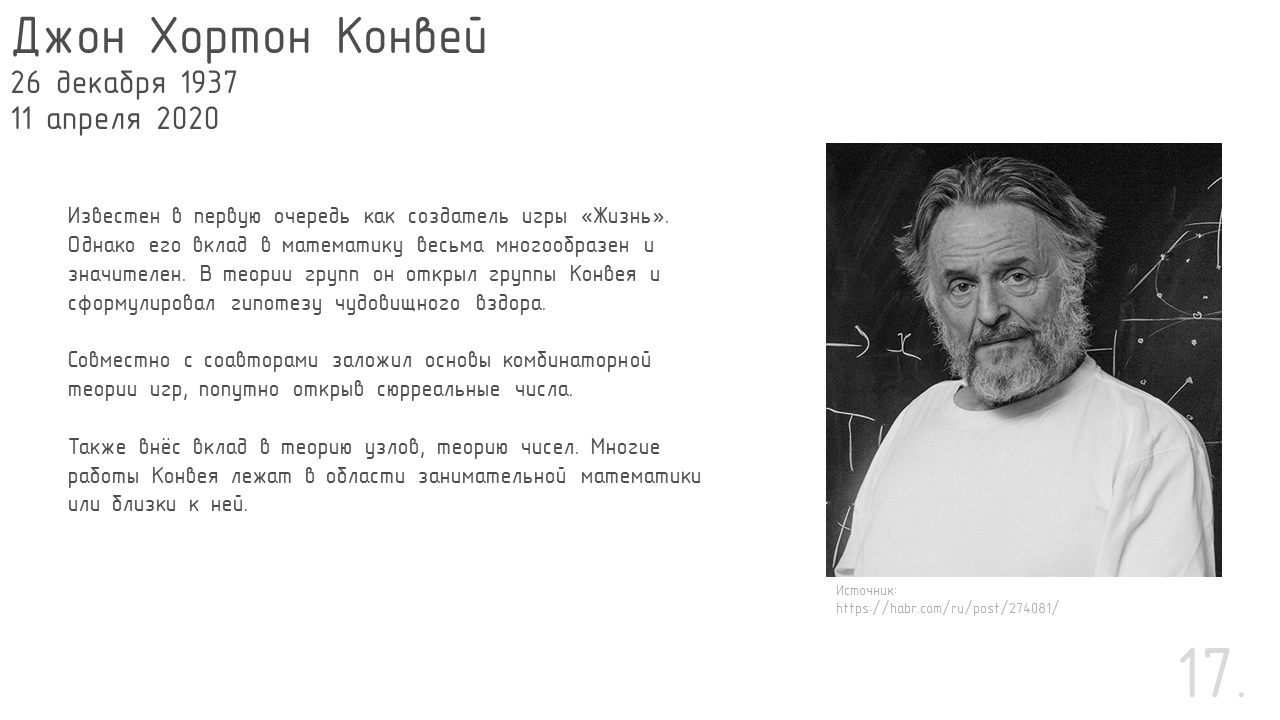 Джон Хортон Конвей
26 декабря 1937
11 апреля 2020
Известен в первую очередь как создатель игры «Жизнь».
Однако его вклад в математику весьма многообразен и
значителен. В теории групп он открыл группы Конвея и
сформулировал гипотезу чудовищного вздора.
Совместно с соавторами заложил основы комбинаторной
теории игр, попутно открыв сюрреальные числа.
Также внёс вклад в теорию узлов, теорию чисел. Многие
работы Конвея лежат в области занимательной математики
или близки к ней.
Источник:
https://habr.com/ru/post/274081/
17.